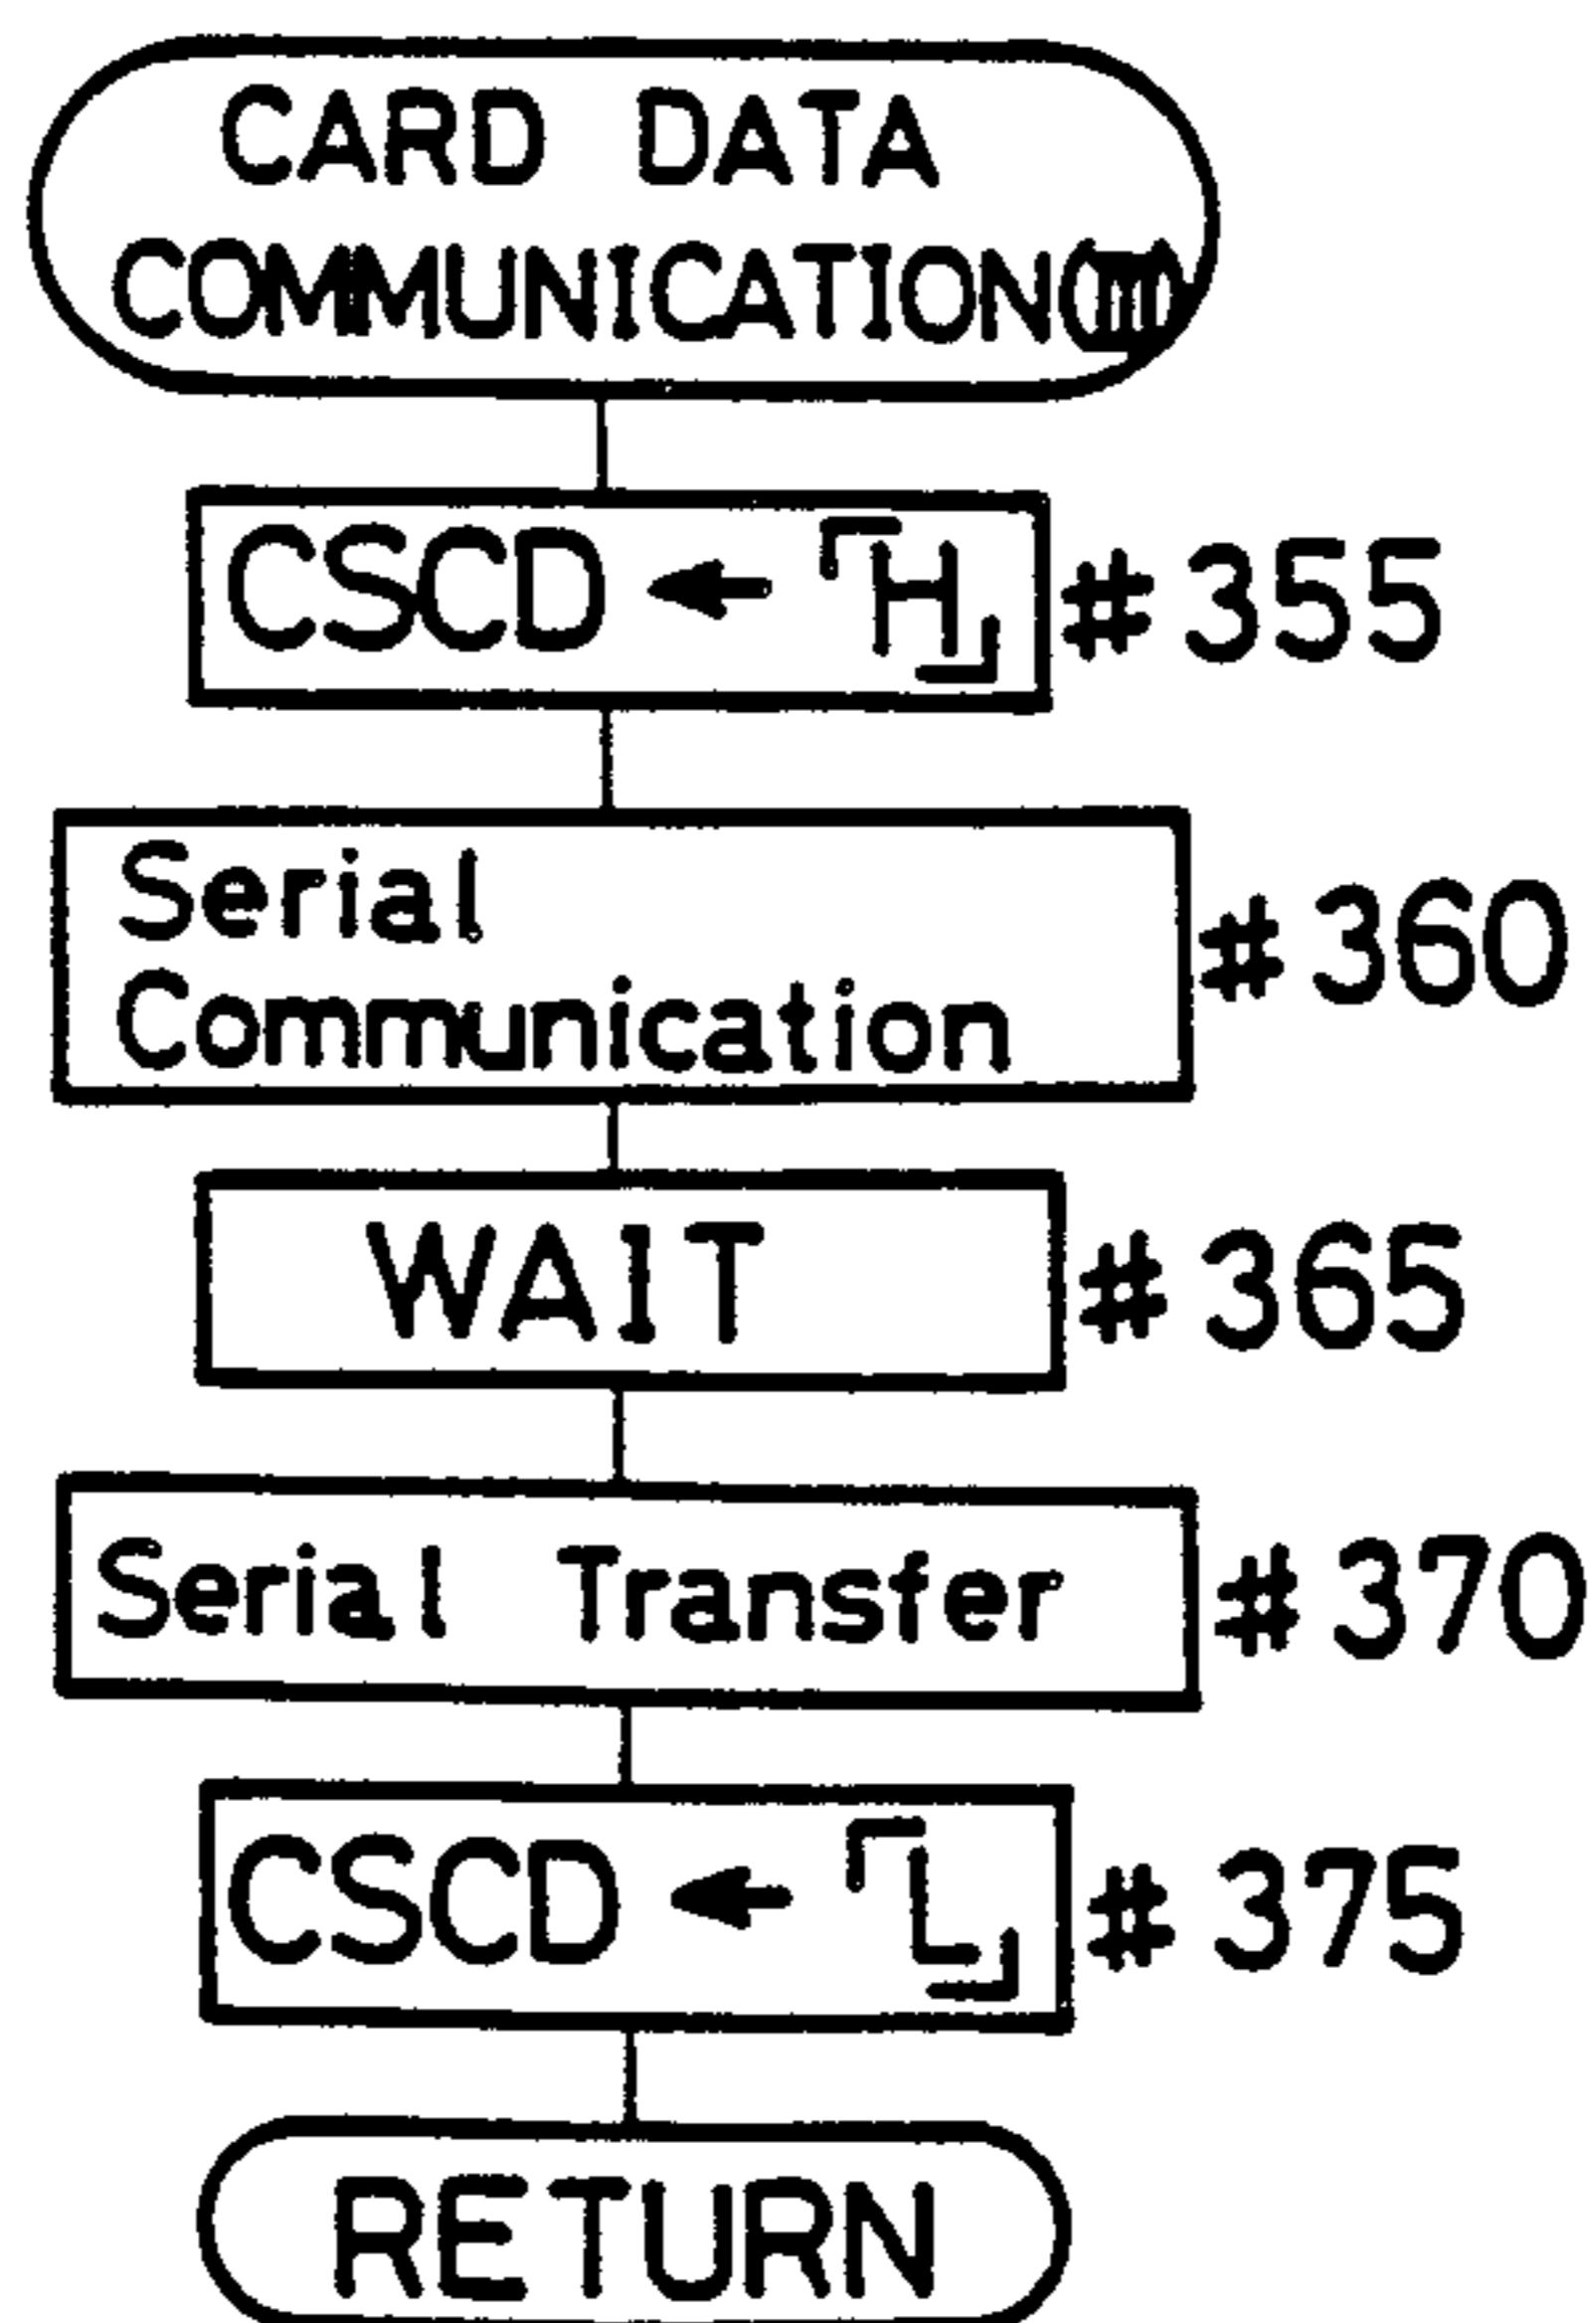 CARD DATA
COMMUNICATION(III)
CSCD ← 「H」 #355
Serial
Communication
#360
WAIT #365
Serial Transfer #370
CSCD ← 「L」 #375
RETURN